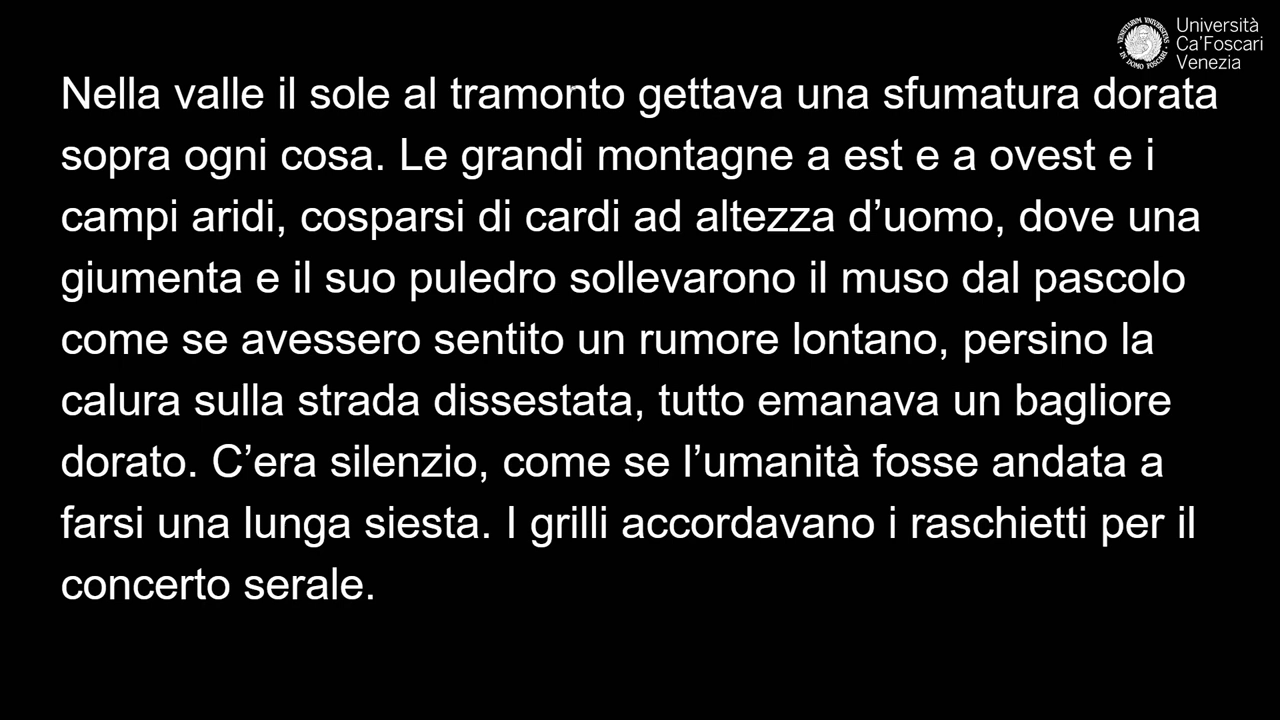 Università
Ca'Foscari
Venezia
Nella valle il sole al tramonto gettava una sfumatura dorata
sopra ogni cosa. Le grandi montagne a est e a ovest e i
campi aridi, cosparsi di cardi ad altezza d’uomo, dove una
giumenta e il suo puledro sollevarono il muso dal pascolo
come se avessero sentito un rumore lontano, persino la
calura sulla strada dissestata, tutto emanava un bagliore
dorato. C’era silenzio, come se l’umanità fosse andata a
farsi una lunga siesta. I grilli accordavano i raschietti per il
concerto serale.